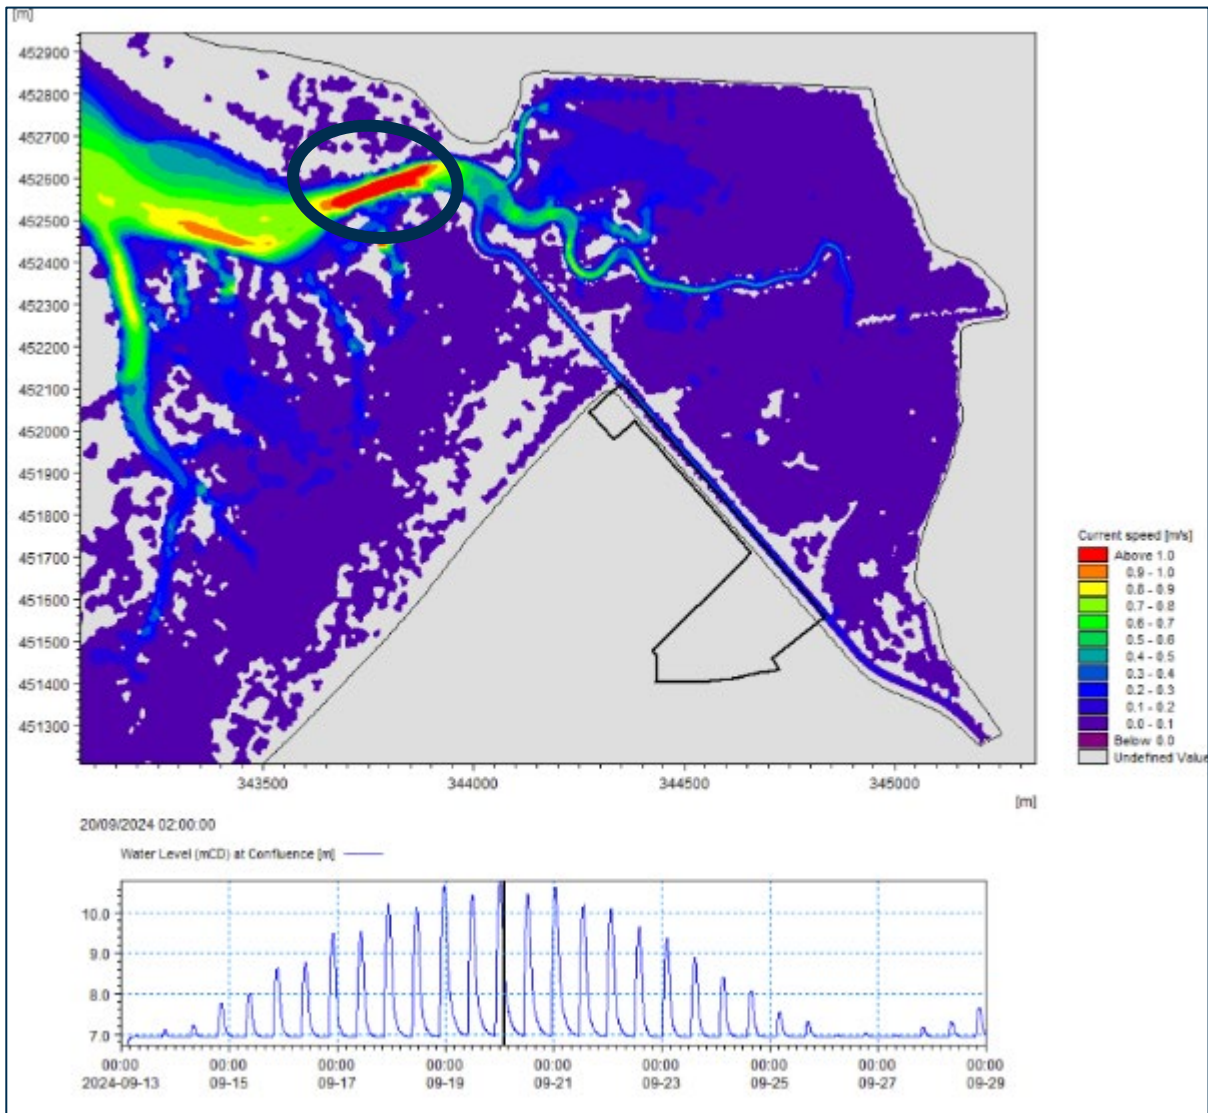 [m]
452900
452800
452700
452600
452500
452400
452300
452200
452100
452000
451900
451800
451700
451600
451500
451400
451300
343500 344000 344500 345000
[m]
Current speed [m/s]
Above 1.0
0.9 - 1.0
0.8 - 0.9
0.7 - 0.8
0.6 - 0.7
0.5 - 0.6
0.4 - 0.5
0.3 - 0.4
0.2 - 0.3
0.1 - 0.2
0.0 - 0.1
Below 0.0
Undefined Value
20/09/2024 02:00:00
Water Level (mCD) at Confluence [m]
10.0
9.0
8.0
7.0
00:00 00:00 00:00 00:00 00:00 00:00 00:00 00:00 00:00
2024-09-13 09-15 09-17 09-19 09-21 09-23 09-25 09-27 09-29